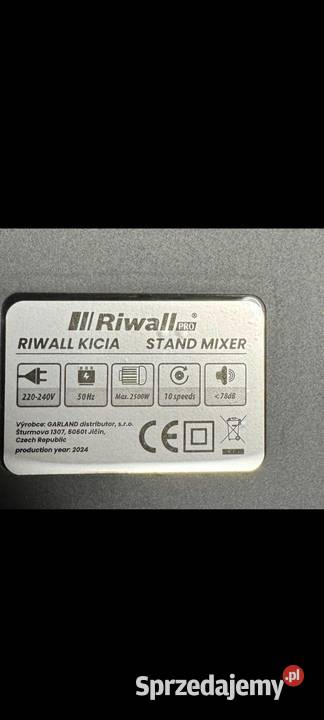 Riwall PRO ®
RIWALL KICIA STAND MIXER
220-240V 50Hz Max. 2500W 10 speeds <78dB
Výrobce: GARLAND distributor, s.r.o.
Šturmova 1307, 50601 Jičín,
Czech Republic
production year: 2024
CE
Sprzedajemy.pl